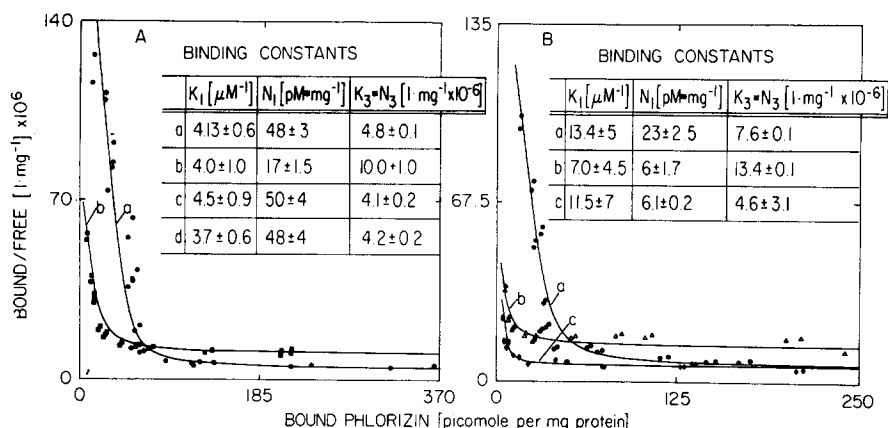 140
A
BINDING CONSTANTS
K₁ [μM⁻¹] N₁ [pM*mg⁻¹] K₃*N₃ [l·mg⁻¹x10⁻⁶]
a 4.13±0.6 48±3 4.8±0.1
b 4.0±1.0 17±1.5 10.0±1.0
c 4.5±0.9 50±4 4.1±0.2
d 3.7±0.6 48±4 4.2±0.2
BOUND/FREE [l·mg⁻¹] x10⁶
70
b
a
0
0 185 370
135
B
BINDING CONSTANTS
K₁ [μM⁻¹] N₁ [pM*mg⁻¹] K₃*N₃ [l·mg⁻¹x10⁻⁶]
a 13.4±5 23±2.5 7.6±0.1
b 7.0±4.5 6±1.7 13.4±0.1
c 11.5±7 6.1±0.2 4.6±3.1
67.5
b
a
c
0
0 125 250
BOUND PHLORIZIN [picomole per mg protein]